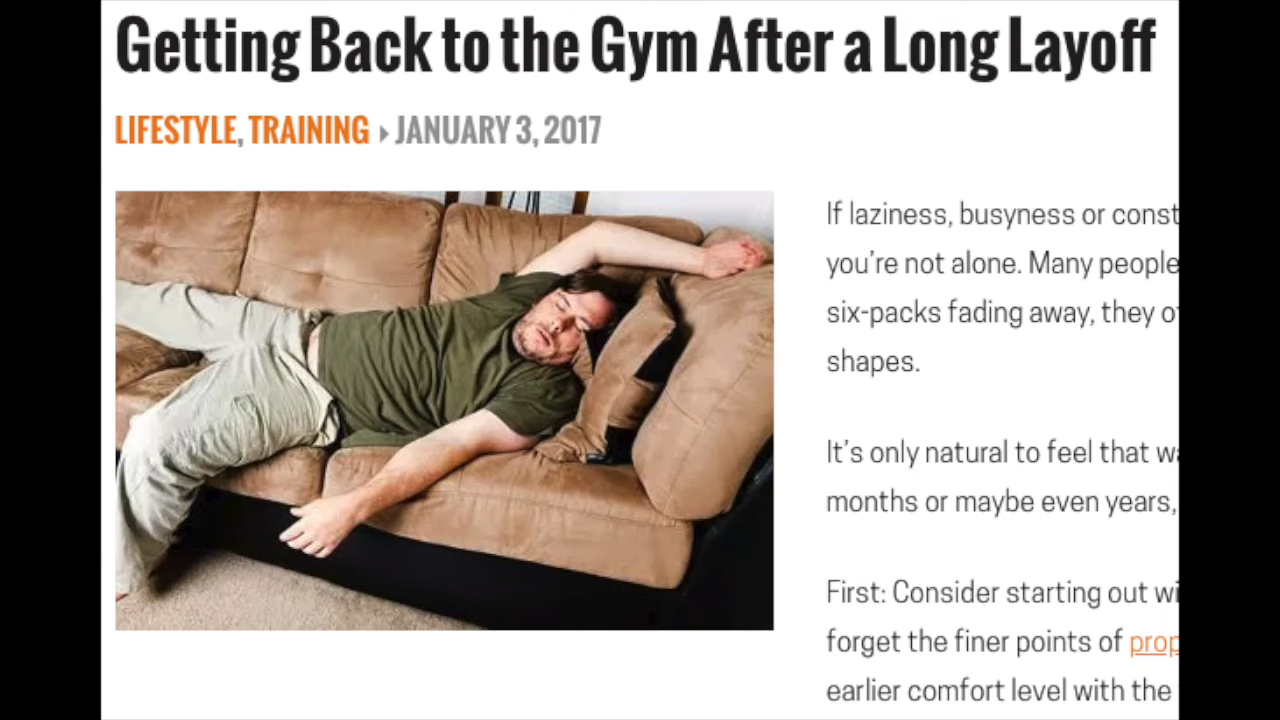 Getting Back to the Gym After a Long Layoff
LIFESTYLE, TRAINING ▸ JANUARY 3, 2017
If laziness, busyness or const
you’re not alone. Many people
six-packs fading away, they o
shapes.
It’s only natural to feel that w
months or maybe even years,
First: Consider starting out wi
forget the finer points of prop
earlier comfort level with the